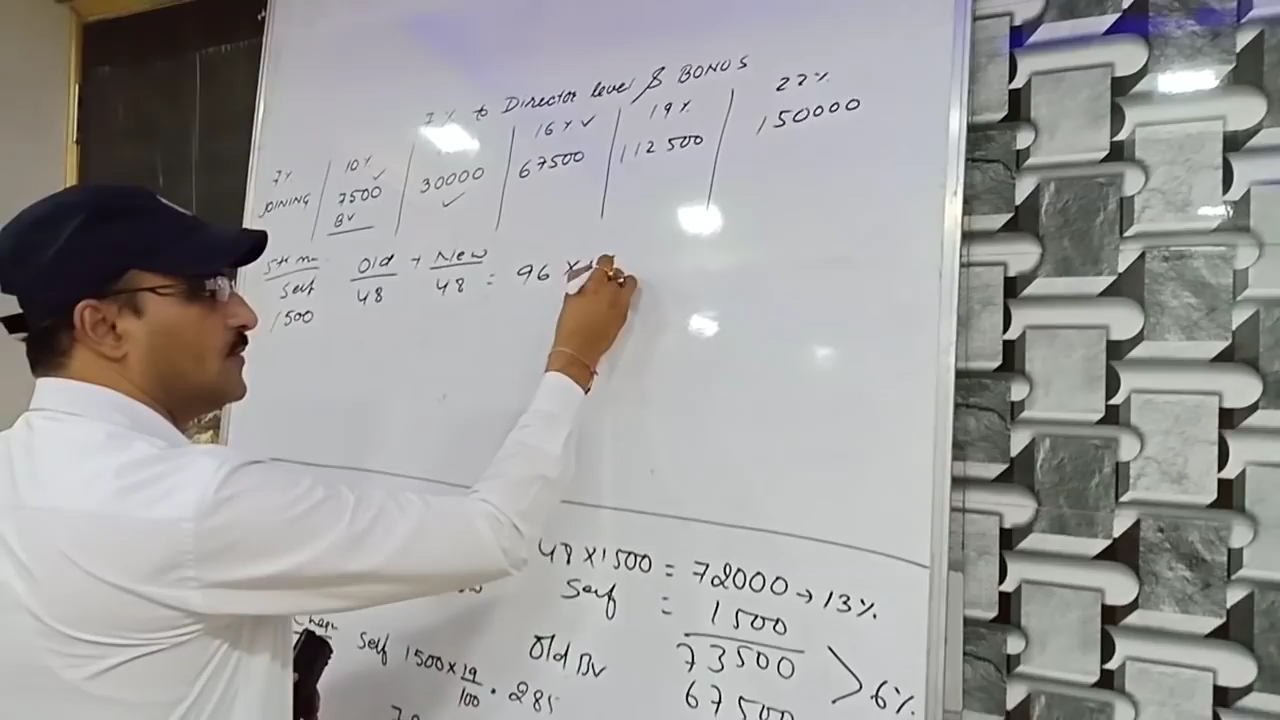 7% to Director level & BONUS
7% 10% ✓ 16% ✓ 19% 22%
JOINING 7500 30000 ✓ 67500 112500 150000
BV
Self Old + New
1500 48 48 = 96 ×
48×1500 = 72000 → 13%
Self = 1500
Old BV 73500 6%
67500
Self 1500×19/100 . 285